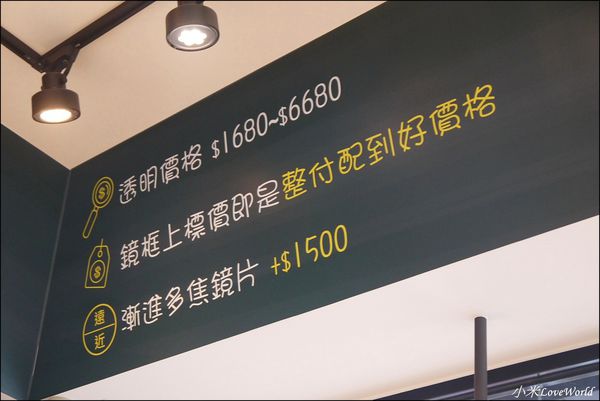 透明價格 $1680~$6680
$
鏡框上標價即是整付配到好價格
$
漸進多焦鏡片 +$1500
遠
近
小米LoveWorld